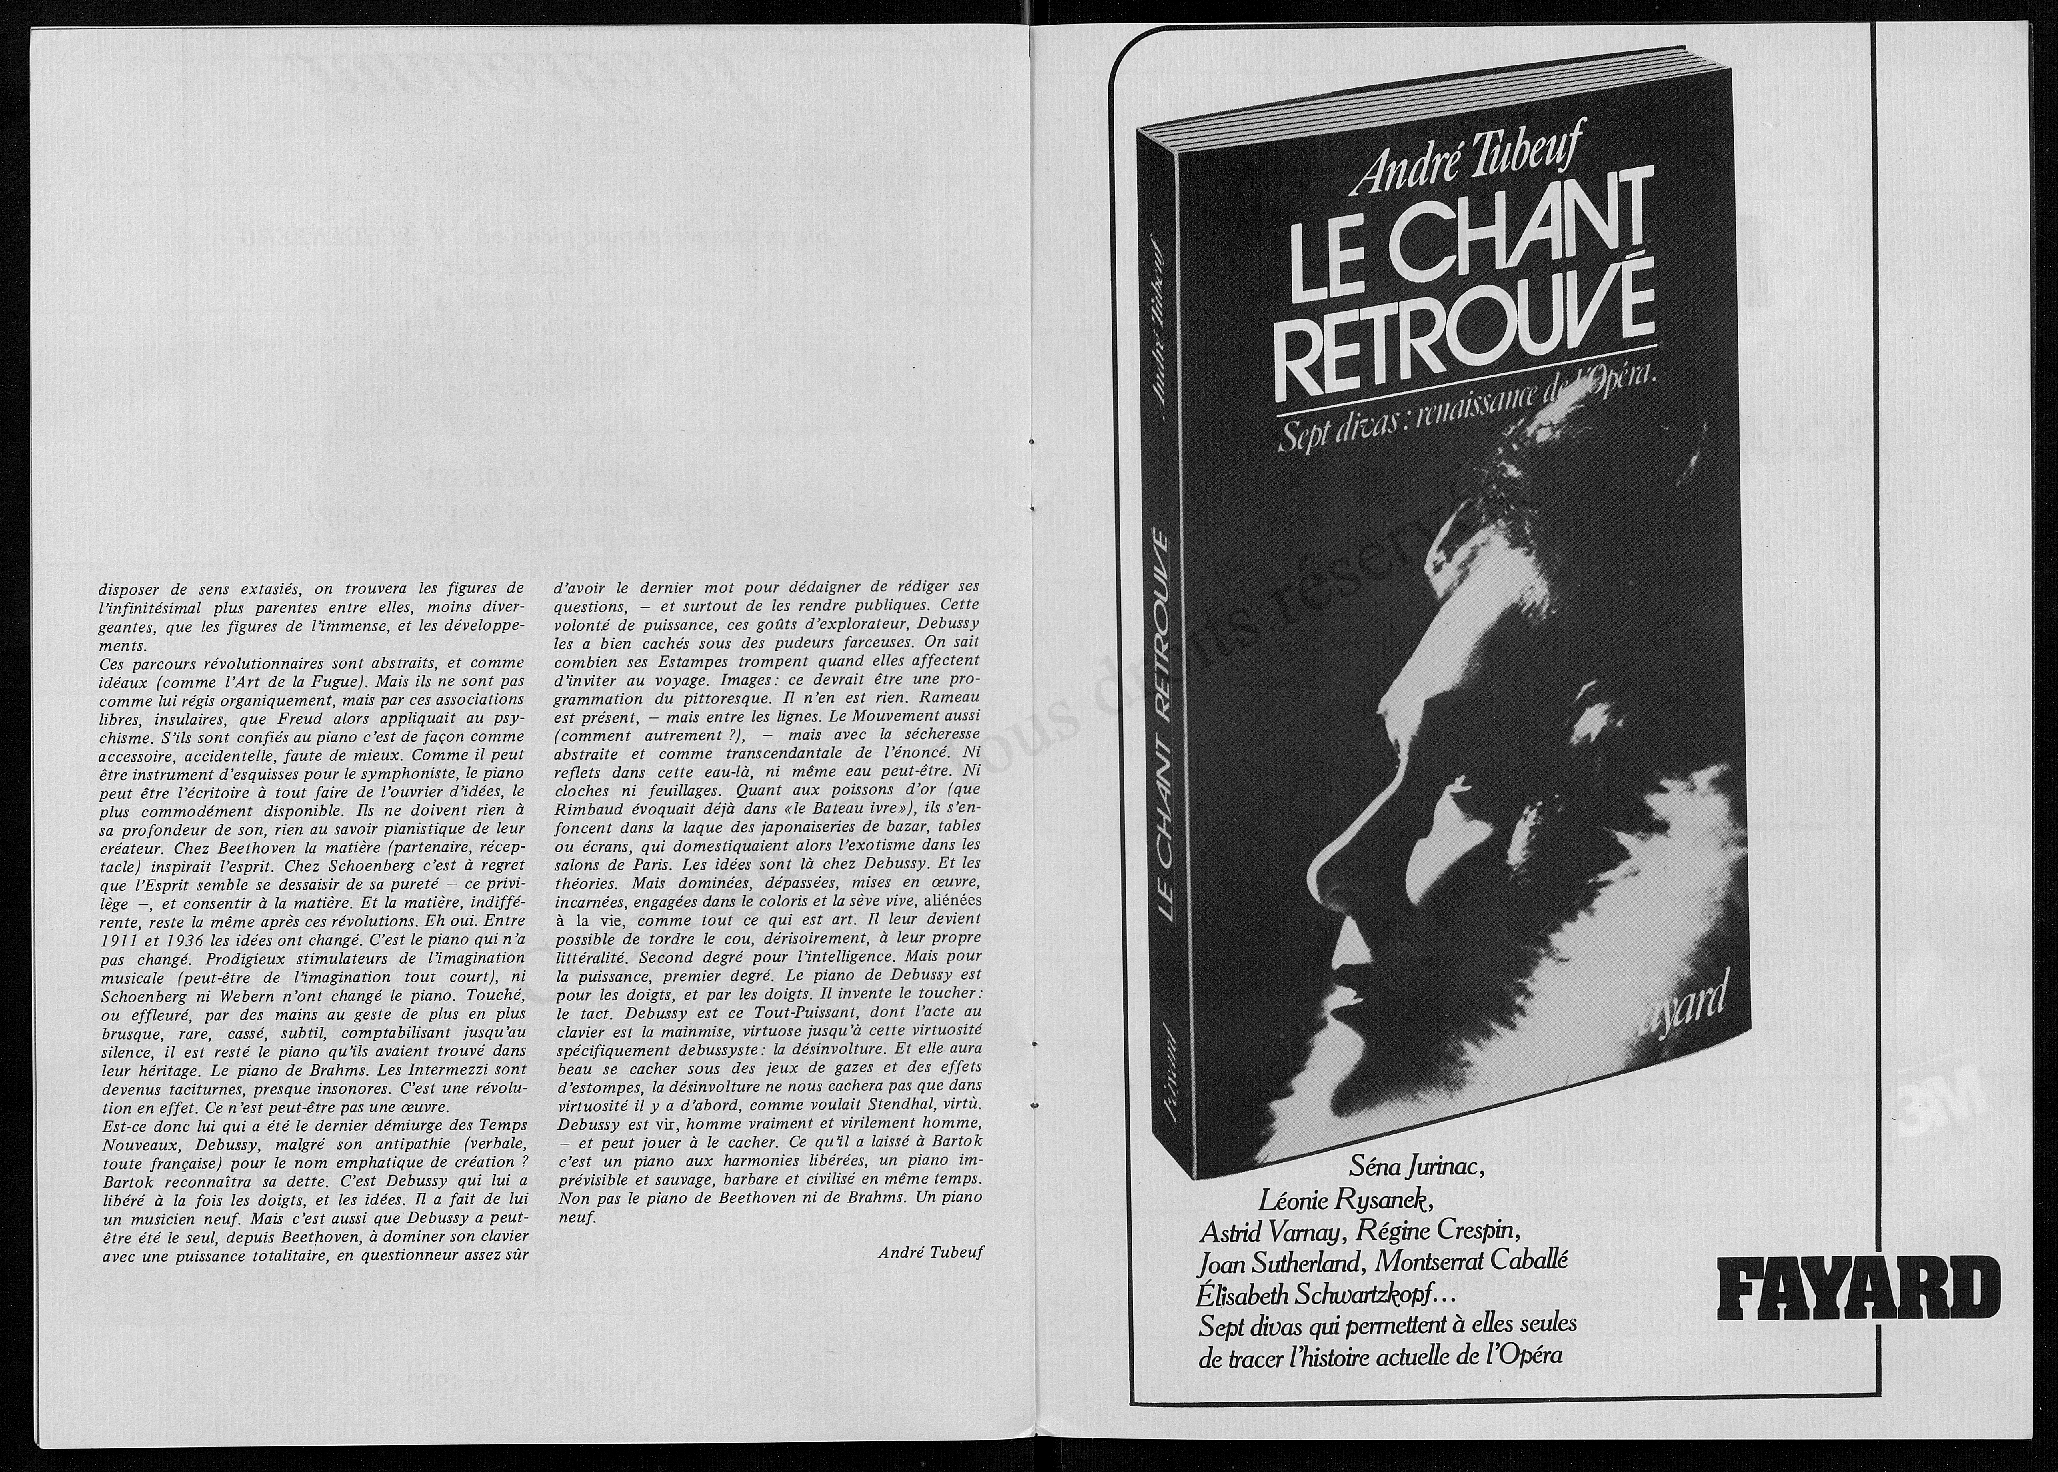 disposer de sens extasiés, on trouvera les figures de
l'infinitésimal plus parentes entre elles, moins diver-
geantes, que les figures de l'immense, et les développe-
ments.
Ces parcours révolutionnaires sont abstraits, et comme
idéaux (comme l'Art de la Fugue). Mais ils ne sont pas
comme lui régis organiquement, mais par ces associations
libres, insulaires, que Freud alors appliquait au psy-
chisme. S'ils sont confiés au piano c'est de façon comme
accessoire, accidentelle, faute de mieux. Comme il peut
être instrument d'esquisses pour le symphoniste, le piano
peut être l'écritoire à tout faire de l'ouvrier d'idées, le
plus commodément disponible. Ils ne doivent rien à
sa profondeur de son, rien au savoir pianistique de leur
créateur. Chez Beethoven la matière (partenaire, récep-
tacle) inspirait l'esprit. Chez Schoenberg c'est à regret
que l'Esprit semble se dessaisir de sa pureté – ce privi-
lège –, et consentir à la matière. Et la matière, indiffé-
rente, reste la même après ces révolutions. Eh oui. Entre
1911 et 1936 les idées ont changé. C'est le piano qui n'a
pas changé. Prodigieux stimulateurs de l'imagination
musicale (peut-être de l'imagination tout court), ni
Schoenberg ni Webern n'ont changé le piano. Touché,
ou effleuré, par des mains au geste de plus en plus
brusque, rare, cassé, subtil, comptabilisant jusqu'au
silence, il est resté le piano qu'ils avaient trouvé dans
leur héritage. Le piano de Brahms. Les Intermezzi sont
devenus taciturnes, presque insonores. C'est une révolu-
tion en effet. Ce n'est peut-être pas une œuvre.
Est-ce donc lui qui a été le dernier démiurge des Temps
Nouveaux, Debussy, malgré son antipathie (verbale,
toute française) pour le nom emphatique de création ?
Bartok reconnaîtra sa dette. C'est Debussy qui lui a
libéré à la fois les doigts, et les idées. Il a fait de lui
un musicien neuf. Mais c'est aussi que Debussy a peut-
être été le seul, depuis Beethoven, à dominer son clavier
avec une puissance totalitaire, en questionneur assez sûr
d'avoir le dernier mot pour dédaigner de rédiger ses
questions, – et surtout de les rendre publiques. Cette
volonté de puissance, ces goûts d'explorateur, Debussy
les a bien cachés sous des pudeurs farceuses. On sait
combien ses Estampes trompent quand elles affectent
d'inviter au voyage. Images : ce devrait être une pro-
grammation du pittoresque. Il n'en est rien. Rameau
est présent, – mais entre les lignes. Le Mouvement aussi
(comment autrement ?), – mais avec la sécheresse
abstraite et comme transcendantale de l'énoncé. Ni
reflets dans cette eau-là, ni même eau peut-être. Ni
cloches ni feuillages. Quant aux poissons d'or (que
Rimbaud évoquait déjà dans «le Bateau ivre»), ils s'en-
foncent dans la laque des japonaiseries de bazar, tables
ou écrans, qui domestiquaient alors l'exotisme dans les
salons de Paris. Les idées sont là chez Debussy. Et les
théories. Mais dominées, dépassées, mises en œuvre,
incarnées, engagées dans le coloris et la sève vive, aliénées
à la vie, comme tout ce qui est art. Il leur devient
possible de tordre le cou, dérisoirement, à leur propre
littéralité. Second degré pour l'intelligence. Mais pour
la puissance, premier degré. Le piano de Debussy est
pour les doigts, et par les doigts. Il invente le toucher :
le tact. Debussy est ce Tout-Puissant, dont l'acte au
clavier est la mainmise, virtuose jusqu'à cette virtuosité
spécifiquement debussyste : la désinvolture. Et elle aura
beau se cacher sous des jeux de gazes et des effets
d'estompes, la désinvolture ne nous cachera pas que dans
virtuosité il y a d'abord, comme voulait Stendhal, virtù.
Debussy est vir, homme vraiment et virilement homme,
– et peut jouer à le cacher. Ce qu'il a laissé à Bartok
c'est un piano aux harmonies libérées, un piano im-
prévisible et sauvage, barbare et civilisé en même temps.
Non pas le piano de Beethoven ni de Brahms. Un piano
neuf.
André Tubeuf
André Tubeuf
LE CHANT
RETROUVÉ
Sept divas : renaissance de l'Opéra.
André Tubeuf
LE CHANT RETROUVÉ
Fayard
ayard
tous droits réservés
Séna Jurinac,
Léonie Rysanek,
Astrid Varnay, Régine Crespin,
Joan Sutherland, Montserrat Caballé
Élisabeth Schwartzkopf...
Sept divas qui permettent à elles seules
de tracer l'histoire actuelle de l'Opéra
FAYARD